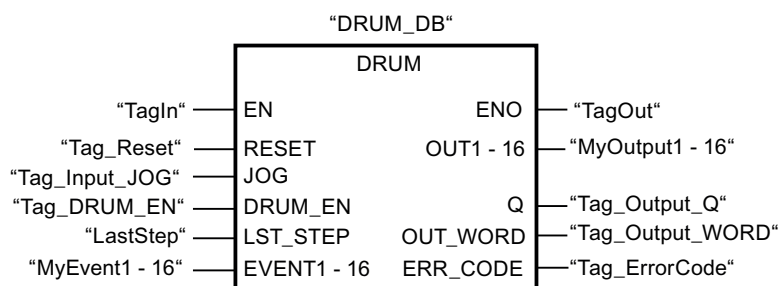 “DRUM_DB“
DRUM
“TagIn“ EN ENO “TagOut“
“Tag_Reset“ RESET OUT1 - 16 “MyOutput1 - 16“
“Tag_Input_JOG“ JOG
“Tag_DRUM_EN“ DRUM_EN Q “Tag_Output_Q“
“LastStep“ LST_STEP OUT_WORD “Tag_Output_WORD“
“MyEvent1 - 16“ EVENT1 - 16 ERR_CODE “Tag_ErrorCode“